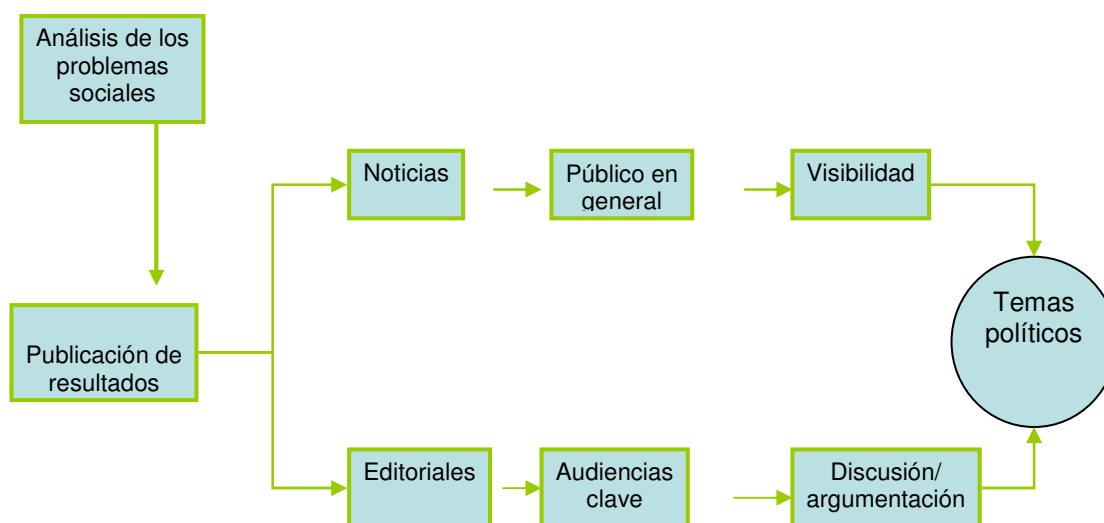 Análisis de los
problemas
sociales
Noticias
Público en
general
Visibilidad
Temas
políticos
Publicación de
resultados
Editoriales
Audiencias
clave
Discusión/
argumentación